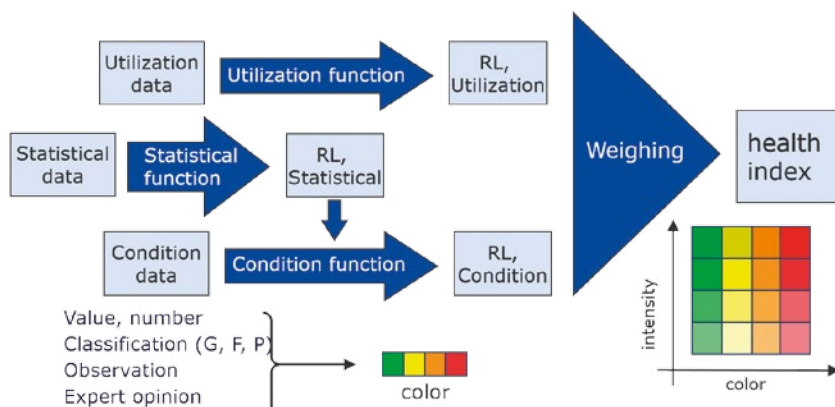 Utilization
data
Utilization function
RL,
Utilization
Statistical
data
Statistical
function
RL,
Statistical
Weighing
health
index
Condition
data
Condition function
RL,
Condition
Value, number
Classification (G, F, P)
Observation
Expert opinion
color
intensity
color